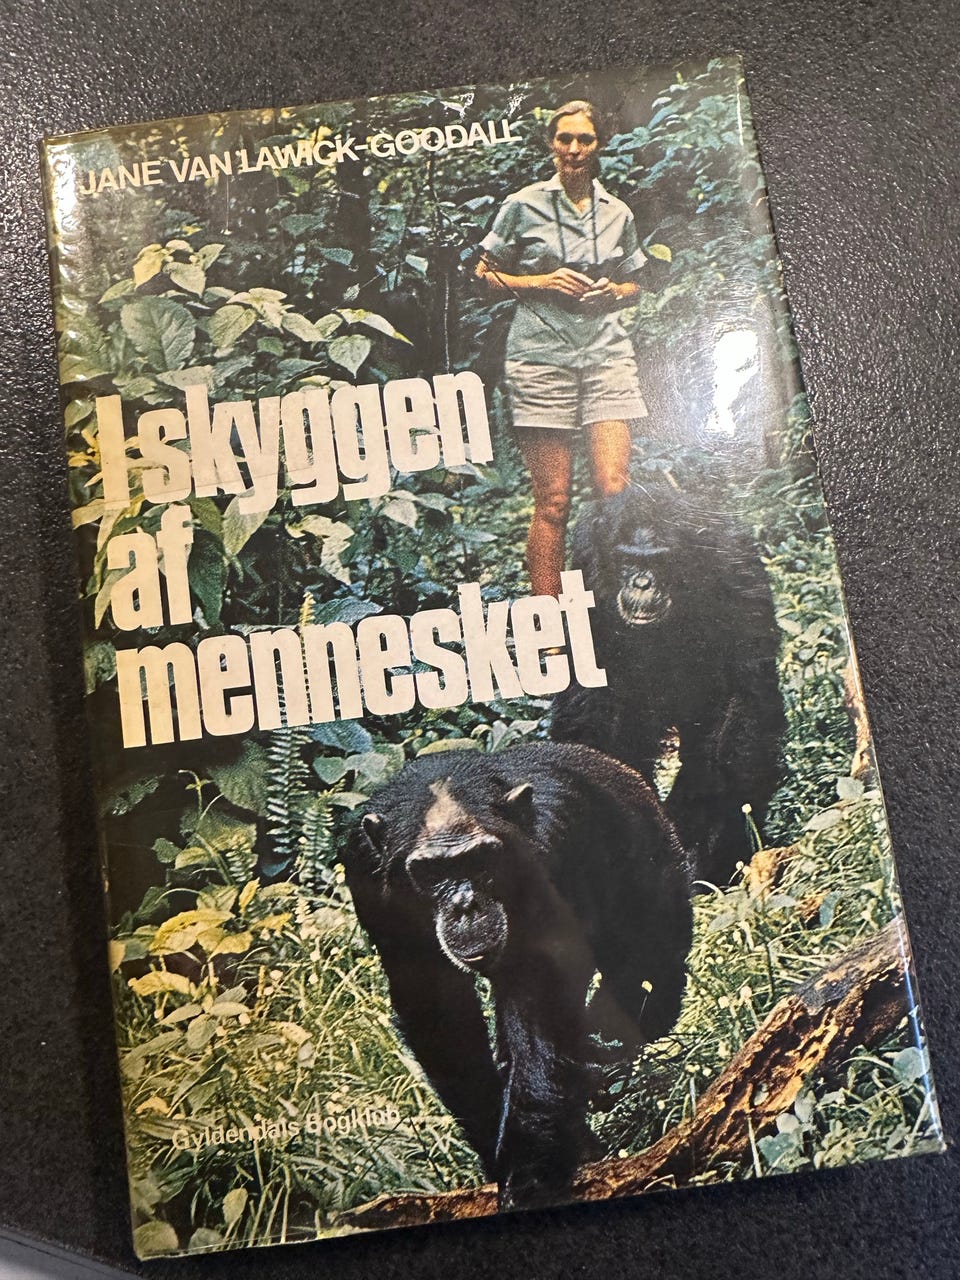 JANE VAN LAWICK-GOODALL
I skyggen
af
mennesket
Gyldendals Bogklub